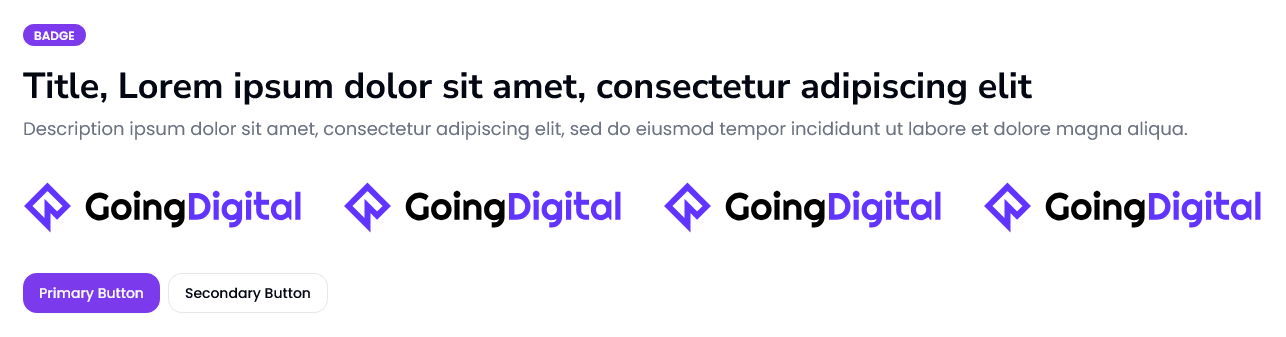 BADGE
Title, Lorem ipsum dolor sit amet, consectetur adipiscing elit
Description ipsum dolor sit amet, consectetur adipiscing elit, sed do eiusmod tempor incididunt ut labore et dolore magna aliqua.
GoingDigital GoingDigital GoingDigital GoingDigital
Primary Button Secondary Button